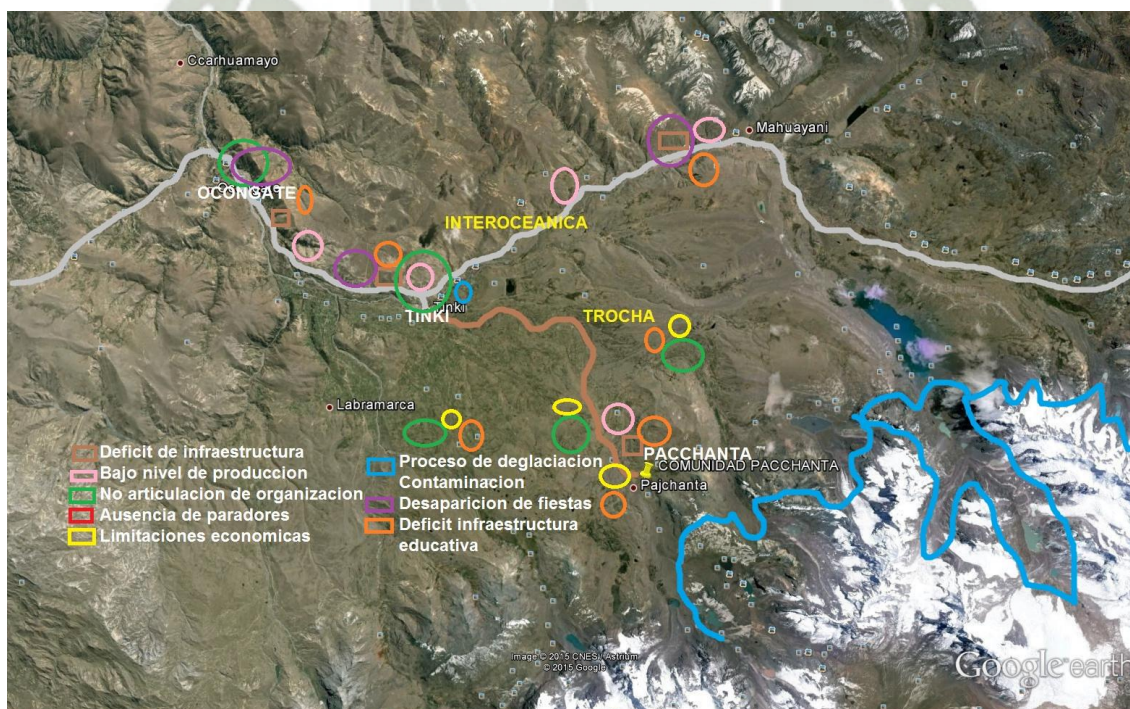 Ccarhuamayo
Mahuayani
OCONGATE
INTEROCEANICA
Tinki
TINKI
TROCHA
Labramarca
PACCHANTA
COMUNIDAD PACCHANTA
Pajchanta
Deficit de infraestructura
Bajo nivel de produccion
No articulacion de organizacion
Ausencia de paradores
Limitaciones economicas
Proceso de deglaciacion
Contaminacion
Desaparicion de fiestas
Deficit infraestructura
educativa
Image © 2015 CNES / Astrium
© 2015 Google
Google earth